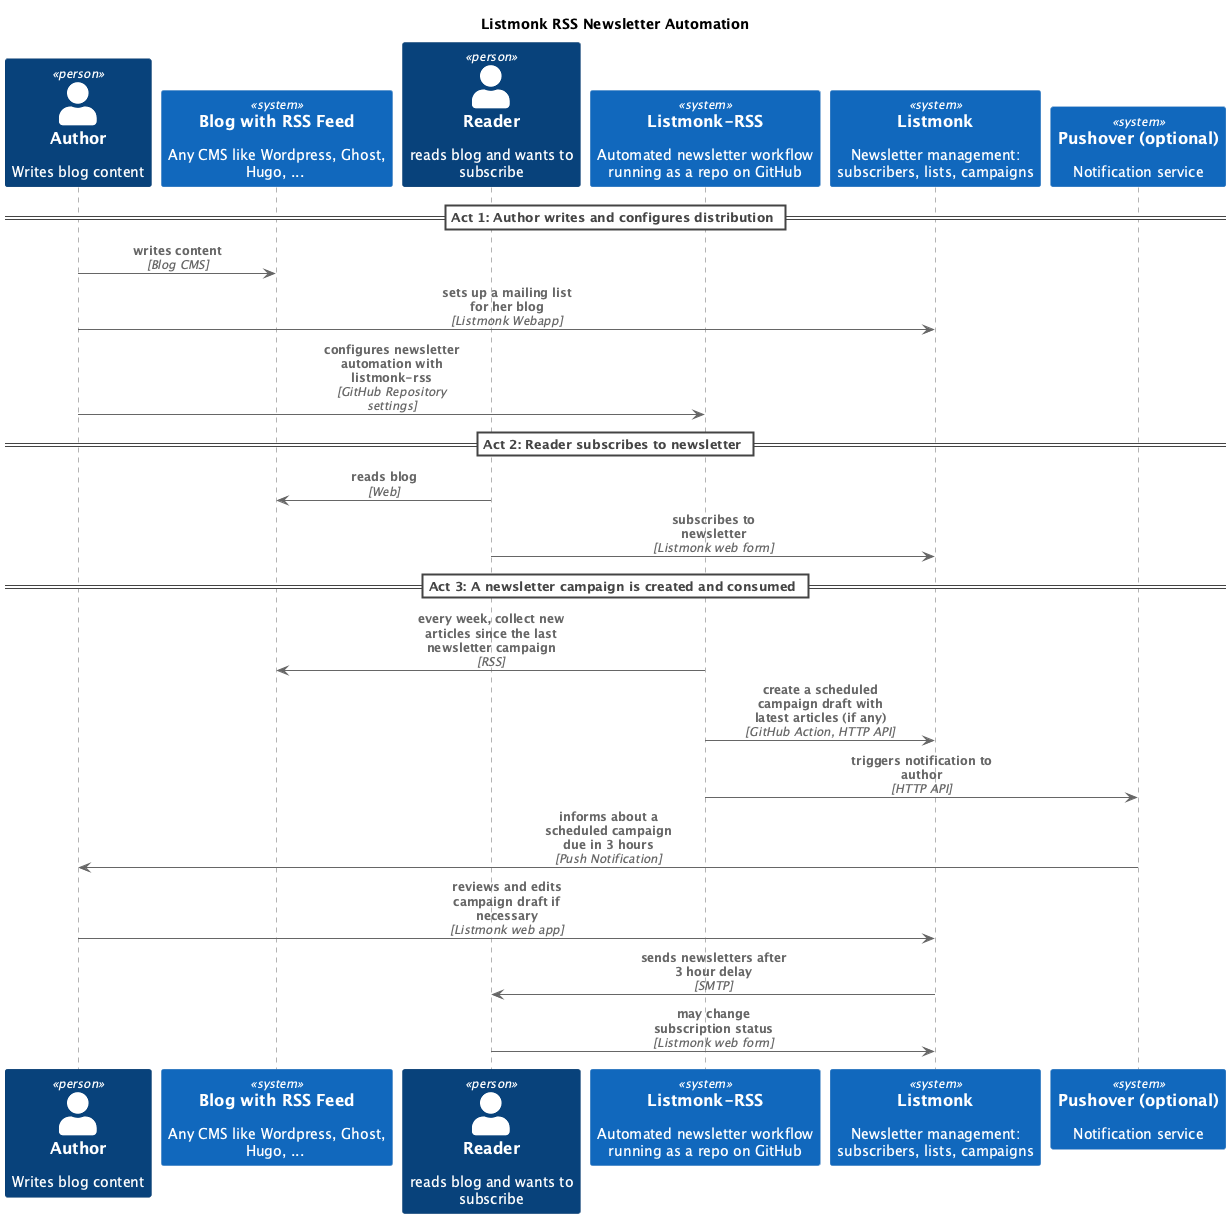 Listmonk RSS Newsletter Automation
«person»
Author
Writes blog content
«system»
Blog with RSS Feed
Any CMS like Wordpress, Ghost,
Hugo, ...
«person»
Reader
reads blog and wants to
subscribe
«system»
Listmonk-RSS
Automated newsletter workflow
running as a repo on GitHub
«system»
Listmonk
Newsletter management:
subscribers, lists, campaigns
«system»
Pushover (optional)
Notification service
Act 1: Author writes and configures distribution
writes content
[Blog CMS]
sets up a mailing list
for her blog
[Listmonk Webapp]
configures newsletter
automation with
listmonk-rss
[GitHub Repository
settings]
Act 2: Reader subscribes to newsletter
reads blog
[Web]
subscribes to
newsletter
[Listmonk web form]
Act 3: A newsletter campaign is created and consumed
every week, collect new
articles since the last
newsletter campaign
[RSS]
create a scheduled
campaign draft with
latest articles (if any)
[GitHub Action, HTTP API]
triggers notification to
author
[HTTP API]
informs about a
scheduled campaign
due in 3 hours
[Push Notification]
reviews and edits
campaign draft if
necessary
[Listmonk web app]
sends newsletters after
3 hour delay
[SMTP]
may change
subscription status
[Listmonk web form]
«person»
Author
Writes blog content
«system»
Blog with RSS Feed
Any CMS like Wordpress, Ghost,
Hugo, ...
«person»
Reader
reads blog and wants to
subscribe
«system»
Listmonk-RSS
Automated newsletter workflow
running as a repo on GitHub
«system»
Listmonk
Newsletter management:
subscribers, lists, campaigns
«system»
Pushover (optional)
Notification service